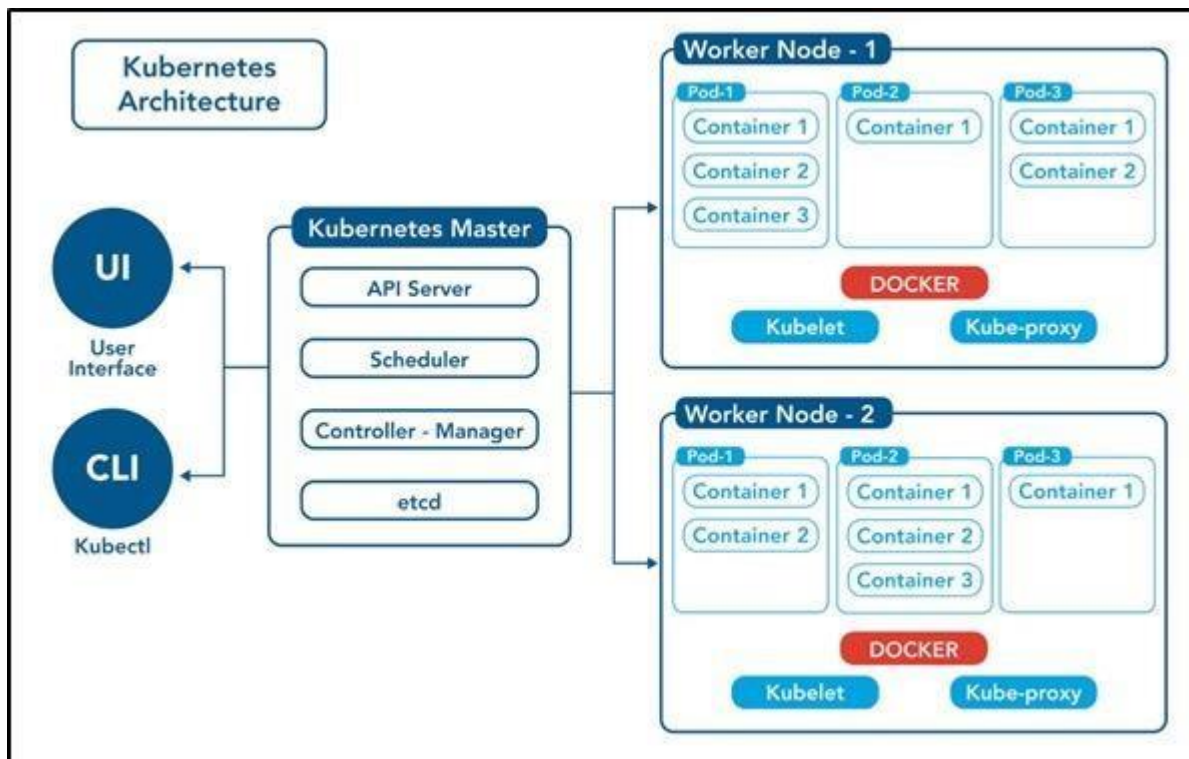 Kubernetes
Architecture
UI
User
Interface
CLI
Kubectl
Kubernetes Master
API Server
Scheduler
Controller - Manager
etcd
Worker Node - 1
Pod-1
Container 1
Container 2
Container 3
Pod-2
Container 1
Pod-3
Container 1
Container 2
DOCKER
Kubelet
Kube-proxy
Worker Node - 2
Pod-1
Container 1
Container 2
Pod-2
Container 1
Container 2
Container 3
Pod-3
Container 1
DOCKER
Kubelet
Kube-proxy